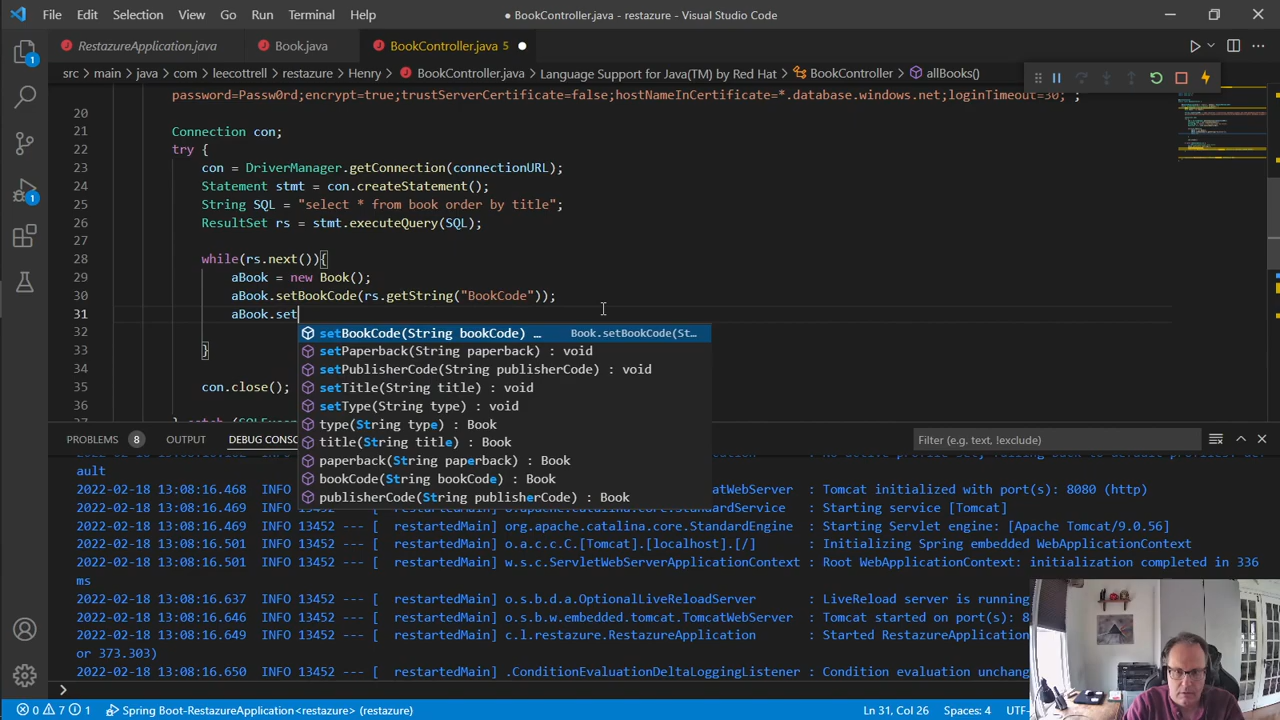 File Edit Selection View Go Run Terminal Help
● BookController.java - restazure - Visual Studio Code
RestazureApplication.java
Book.java
BookController.java 5 ●
src > main > java > com > leecottrell > restazure > Henry > BookController.java > Language Support for Java(TM) by Red Hat > BookController > allBooks()
password=Passw0rd;encrypt=true;trustServerCertificate=false;hostNameInCertificate=*.database.windows.net;loginTimeout=30;";
20
21 Connection con;
22 try {
23 con = DriverManager.getConnection(connectionURL);
24 Statement stmt = con.createStatement();
25 String SQL = "select * from book order by title";
26 ResultSet rs = stmt.executeQuery(SQL);
27
28 while(rs.next()){
29 aBook = new Book();
30 aBook.setBookCode(rs.getString("BookCode"));
31 aBook.set
32
33 }
34
35 con.close();
36
setBookCode(String bookCode) … Book.setBookCode(St…
setPaperback(String paperback) : void
setPublisherCode(String publisherCode) : void
setTitle(String title) : void
setType(String type) : void
type(String type) : Book
title(String title) : Book
paperback(String paperback) : Book
bookCode(String bookCode) : Book
publisherCode(String publisherCode) : Book
PROBLEMS 8 OUTPUT DEBUG CONSO
Filter (e.g. text, !exclude)
ault
2022-02-18 13:08:16.468 INFO 13452 --- [ restartedMain] o.s.b.w.embedded.tomcat.TomcatWebServer : Tomcat initialized with port(s): 8080 (http)
2022-02-18 13:08:16.469 INFO 13452 --- [ restartedMain] o.apache.catalina.core.StandardService : Starting service [Tomcat]
2022-02-18 13:08:16.469 INFO 13452 --- [ restartedMain] org.apache.catalina.core.StandardEngine : Starting Servlet engine: [Apache Tomcat/9.0.56]
2022-02-18 13:08:16.501 INFO 13452 --- [ restartedMain] o.a.c.c.C.[Tomcat].[localhost].[/] : Initializing Spring embedded WebApplicationContext
2022-02-18 13:08:16.501 INFO 13452 --- [ restartedMain] w.s.c.ServletWebServerApplicationContext : Root WebApplicationContext: initialization completed in 336
ms
2022-02-18 13:08:16.637 INFO 13452 --- [ restartedMain] o.s.b.d.a.OptionalLiveReloadServer : LiveReload server is running
2022-02-18 13:08:16.646 INFO 13452 --- [ restartedMain] o.s.b.w.embedded.tomcat.TomcatWebServer : Tomcat started on port(s): 8
2022-02-18 13:08:16.649 INFO 13452 --- [ restartedMain] c.l.restazure.RestazureApplication : Started RestazureApplication
or 373.303)
2022-02-18 13:08:16.650 INFO 13452 --- [ restartedMain] .ConditionEvaluationDeltaLoggingListener : Condition evaluation unchan
0 7 1 Spring Boot-RestazureApplication<restazure> (restazure) Ln 31, Col 26 Spaces: 4